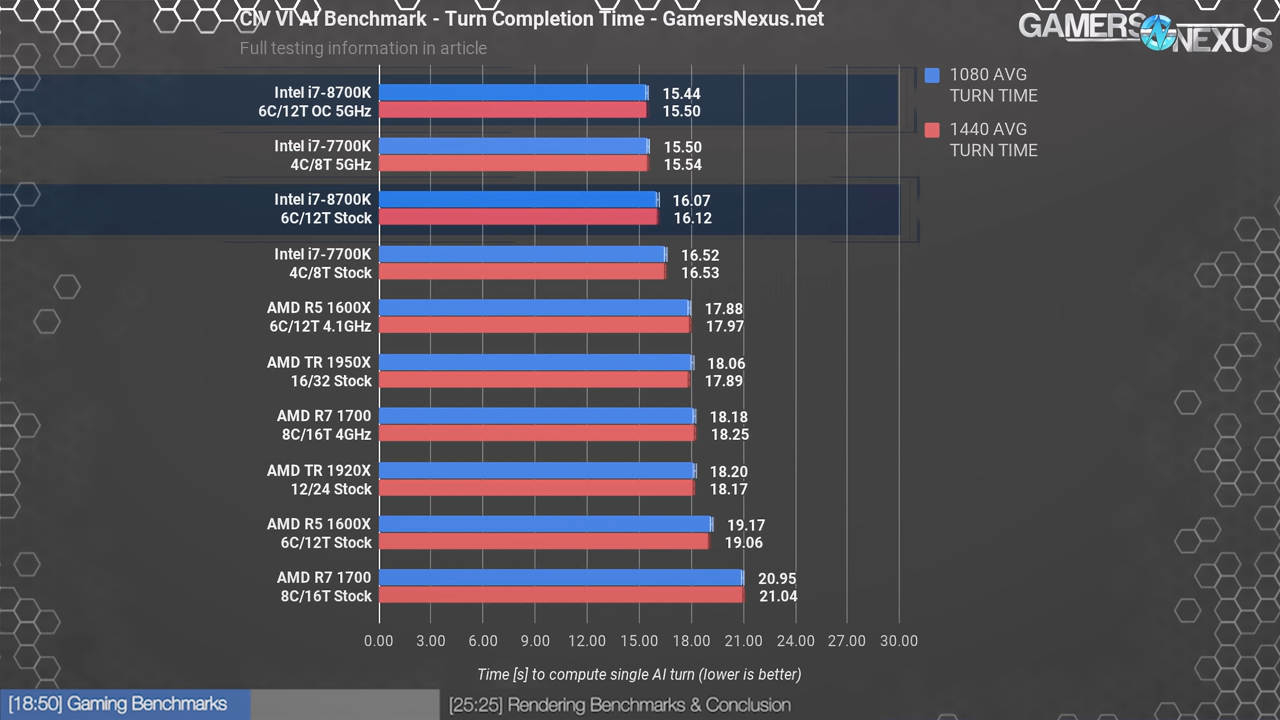 CIV VI AI Benchmark - Turn Completion Time - GamersNexus.net
GAMERS NEXUS
Full testing information in article
1080 AVG
TURN TIME
1440 AVG
TURN TIME
Intel i7-8700K
6C/12T OC 5GHz
15.44
15.50
Intel i7-7700K
4C/8T 5GHz
15.50
15.54
Intel i7-8700K
6C/12T Stock
16.07
16.12
Intel i7-7700K
4C/8T Stock
16.52
16.53
AMD R5 1600X
6C/12T 4.1GHz
17.88
17.97
AMD TR 1950X
16/32 Stock
18.06
17.89
AMD R7 1700
8C/16T 4GHz
18.18
18.25
AMD TR 1920X
12/24 Stock
18.20
18.17
AMD R5 1600X
6C/12T Stock
19.17
19.06
AMD R7 1700
8C/16T Stock
20.95
21.04
0.00 3.00 6.00 9.00 12.00 15.00 18.00 21.00 24.00 27.00 30.00
Time [s] to compute single AI turn (lower is better)
[18:50] Gaming Benchmarks
[25:25] Rendering Benchmarks & Conclusion